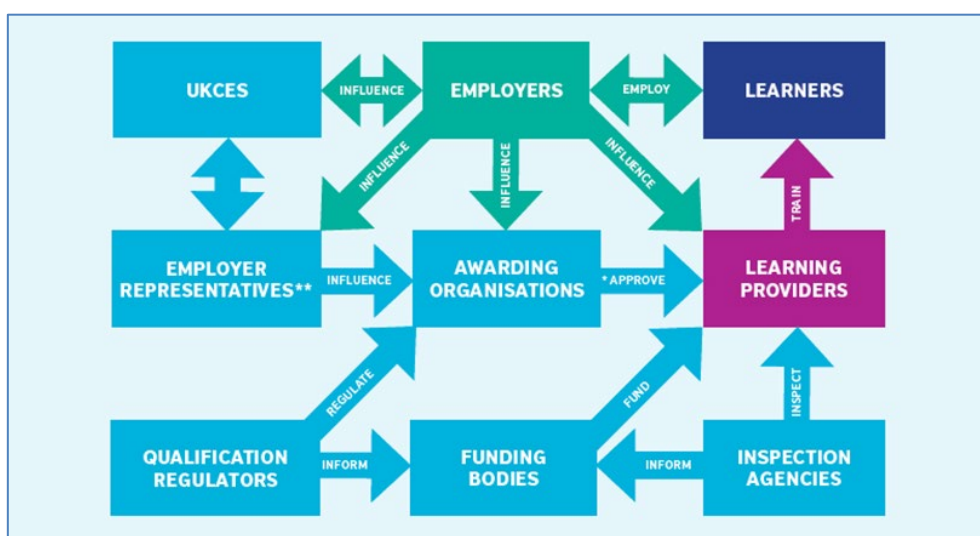 UKCES
INFLUENCE
EMPLOYERS
EMPLOY
LEARNERS
INFLUENCE
INFLUENCE
INFLUENCE
TRAIN
EMPLOYER
REPRESENTATIVES**
INFLUENCE
AWARDING
ORGANISATIONS
*APPROVE
LEARNING
PROVIDERS
REGULATE
FUND
INSPECT
QUALIFICATION
REGULATORS
INFORM
FUNDING
BODIES
INFORM
INSPECTION
AGENCIES